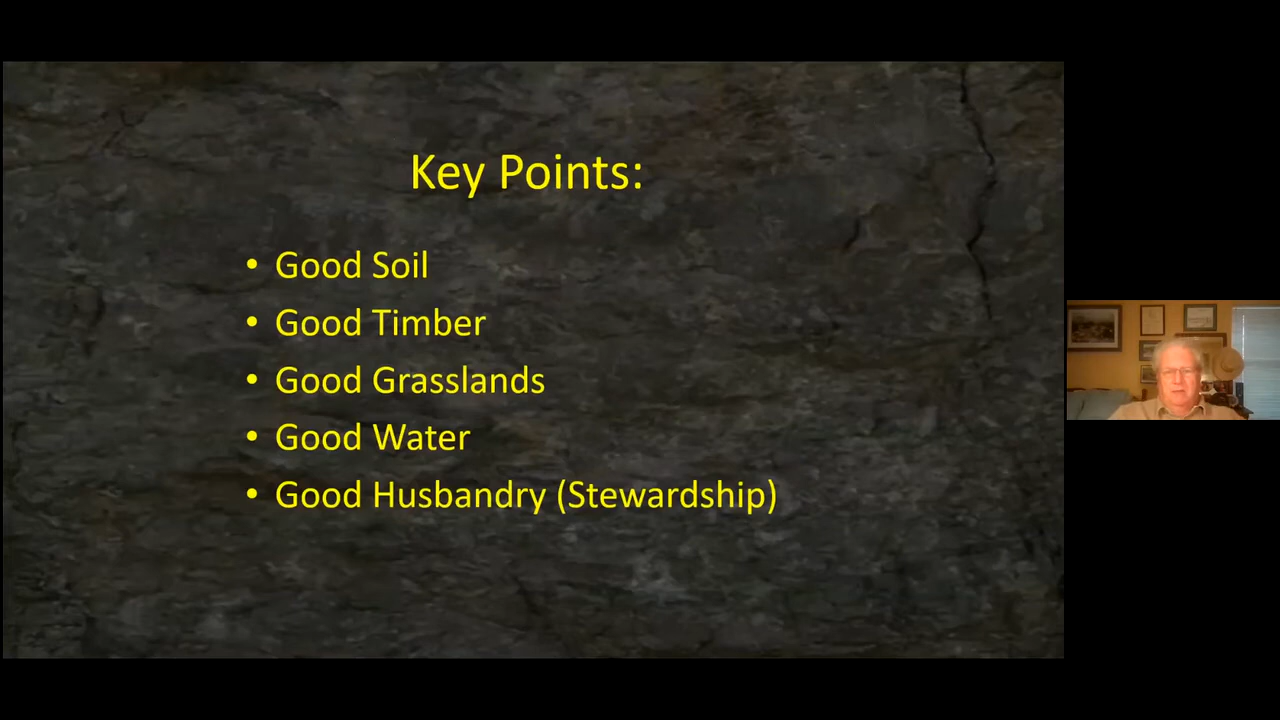 Key Points:
• Good Soil
• Good Timber
• Good Grasslands
• Good Water
• Good Husbandry (Stewardship)